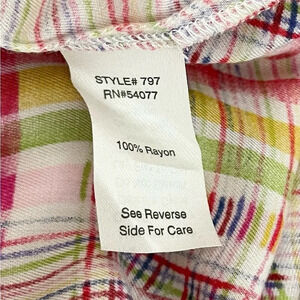 STYLE# 797
RN#54077
100% Rayon
See Reverse
Side For Care